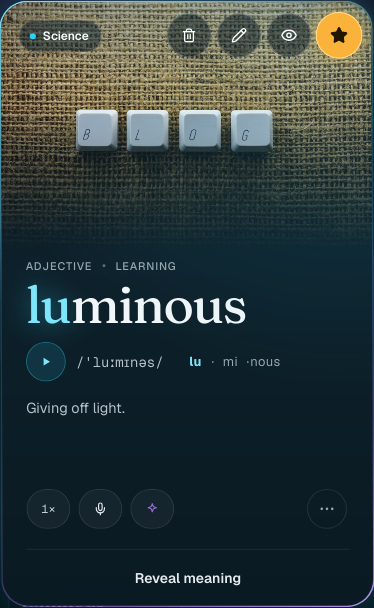 Science
B L O G
ADJECTIVE • LEARNING
luminous
/ˈluːmɪnəs/ lu · mi ·nous
Giving off light.
1×
Reveal meaning